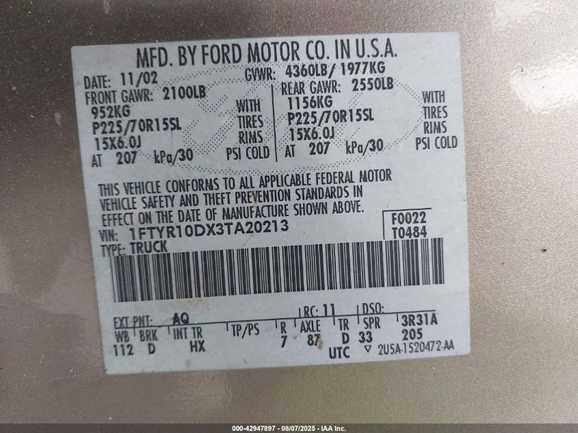 MFD. BY FORD MOTOR CO. IN U.S.A.
DATE: 11/02 GVWR: 4360LB/ 1977KG
FRONT GAWR: 2100LB REAR GAWR: 2550LB
952KG WITH 1156KG WITH
P225/70R15SL TIRES P225/70R15SL TIRES
15X6.0J RIMS 15X6.0J RIMS
AT 207 kPa/30 PSI COLD AT 207 kPa/30 PSI COLD
THIS VEHICLE CONFORMS TO ALL APPLICABLE FEDERAL MOTOR
VEHICLE SAFETY AND THEFT PREVENTION STANDARDS IN
EFFECT ON THE DATE OF MANUFACTURE SHOWN ABOVE.
VIN: 1FTYR10DX3TA20213 F0022
TYPE: TRUCK T0484
EXT PNT: AQ RC: 11 DSO:
WB BRK INT TR TP/PS R AXLE TR SPR 3R31A
112 D HX 7 87 D 33 205
UTC 2U5A-1520472-AA
000-42947897 - 08/07/2025 - IAA Inc.